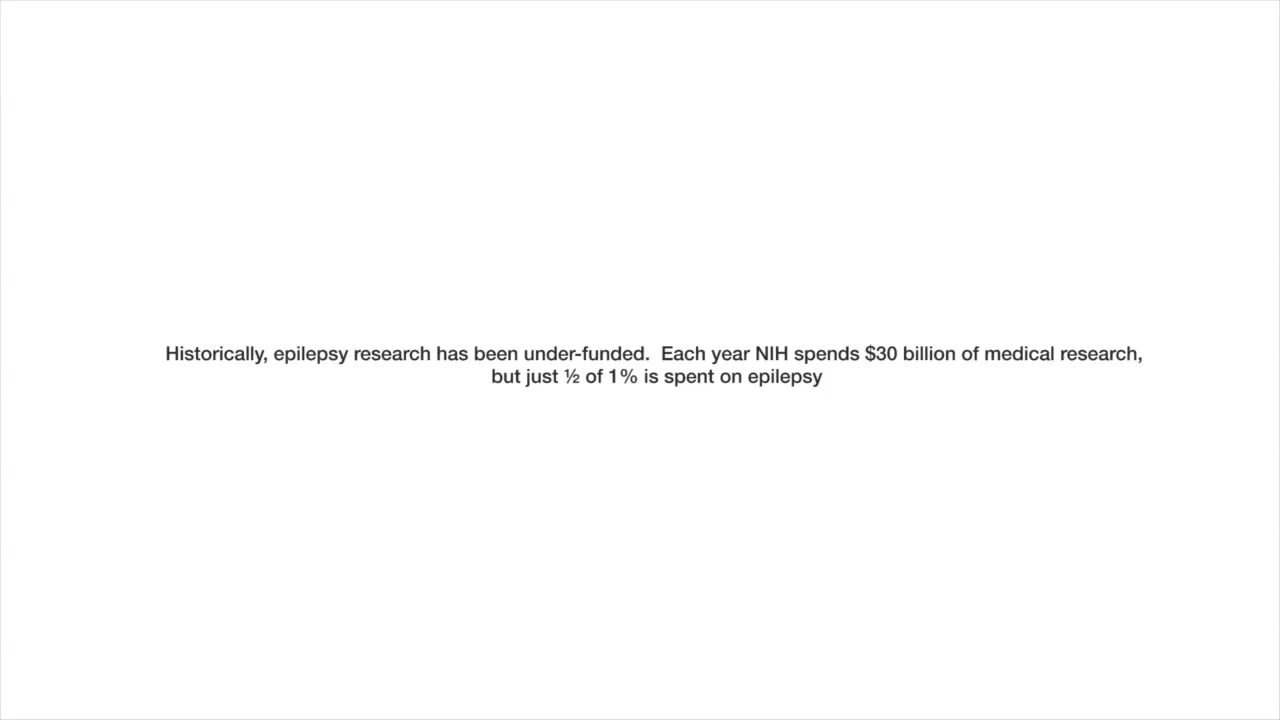 Historically, epilepsy research has been under-funded.  Each year NIH spends $30 billion of medical research,
but just ½ of 1% is spent on epilepsy